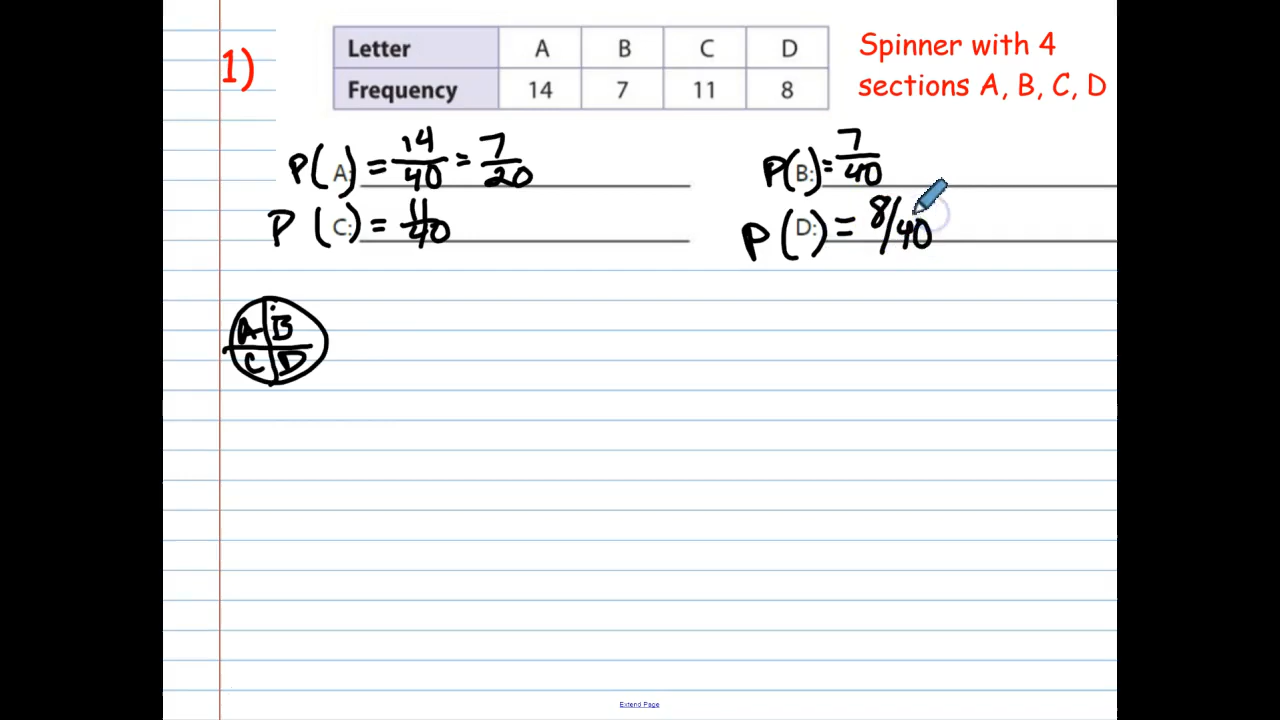 1)
Letter A B C D
Frequency 14 7 11 8
Spinner with 4
sections A, B, C, D
P(A:) = 14/40 = 7/20
P(B:) = 7/40
P(C:) = 11/40
P(D:) = 8/40
A B
C D
Extend Page